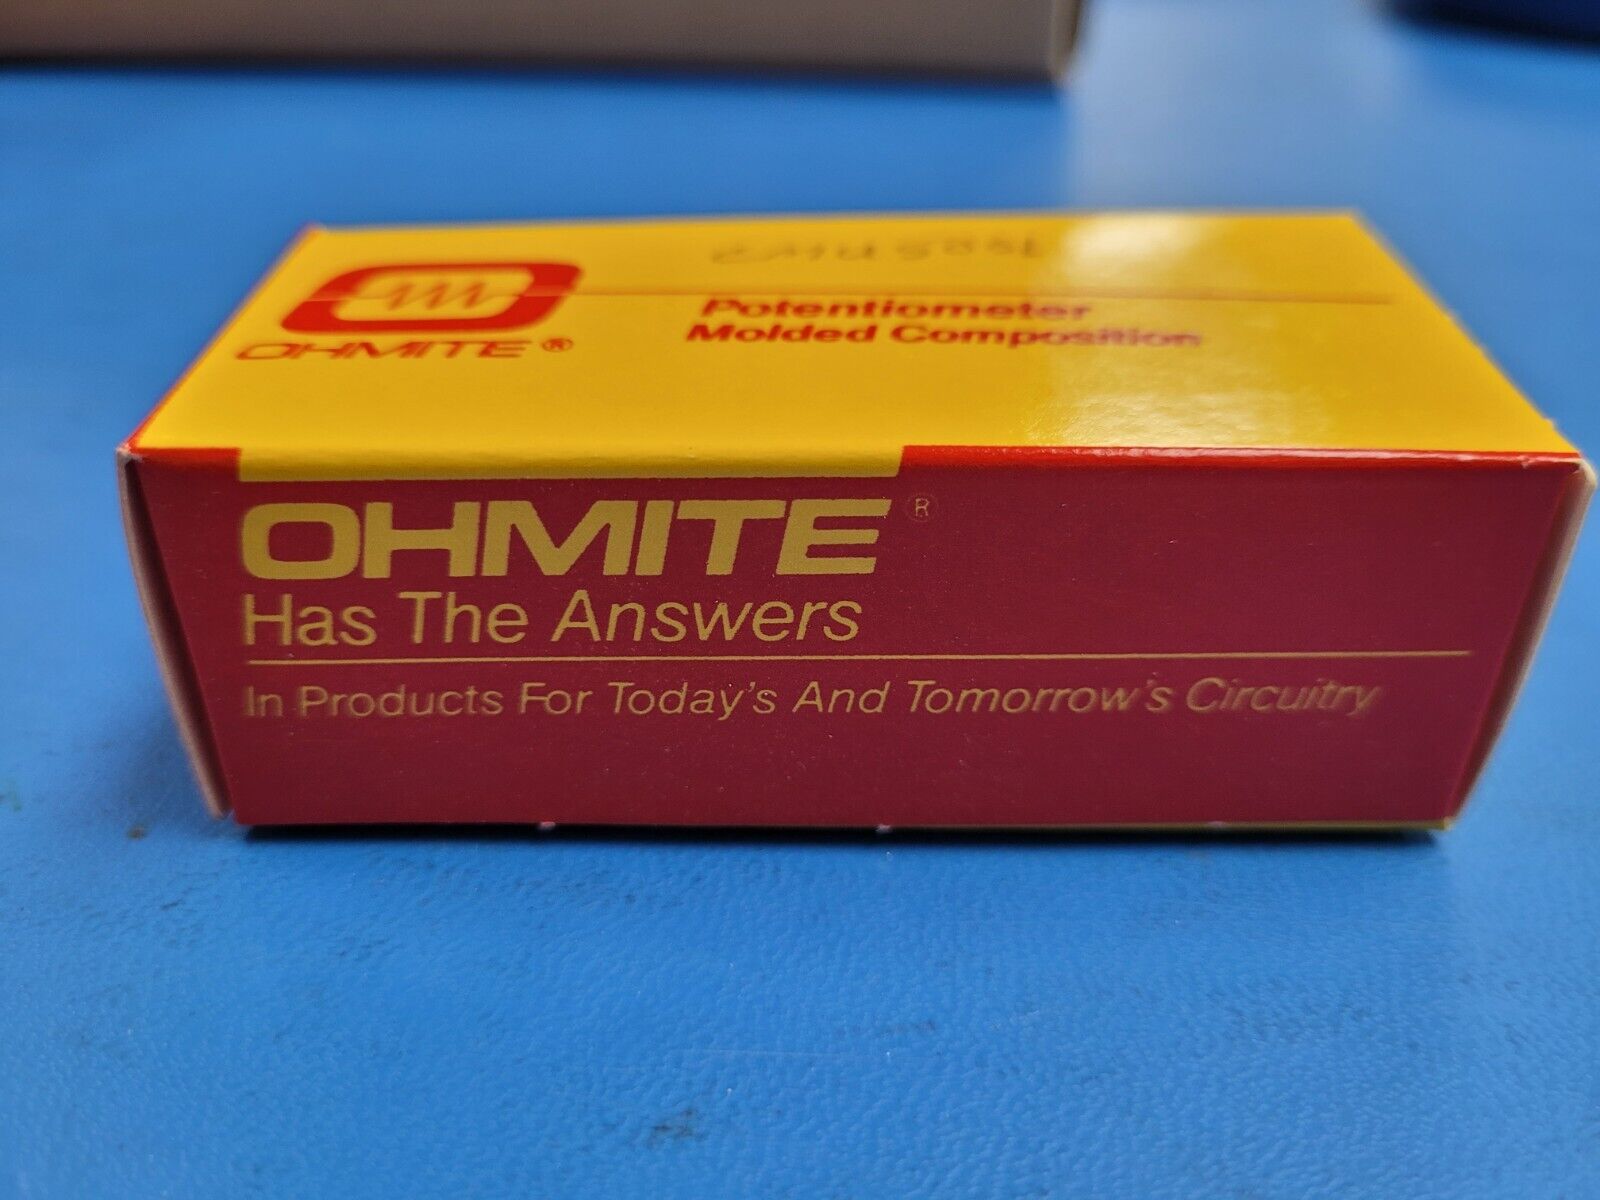 OHMITE®
Potentiometer
Molded Composition
OHMITE®
Has The Answers
In Products For Today's And Tomorrow's Circuitry